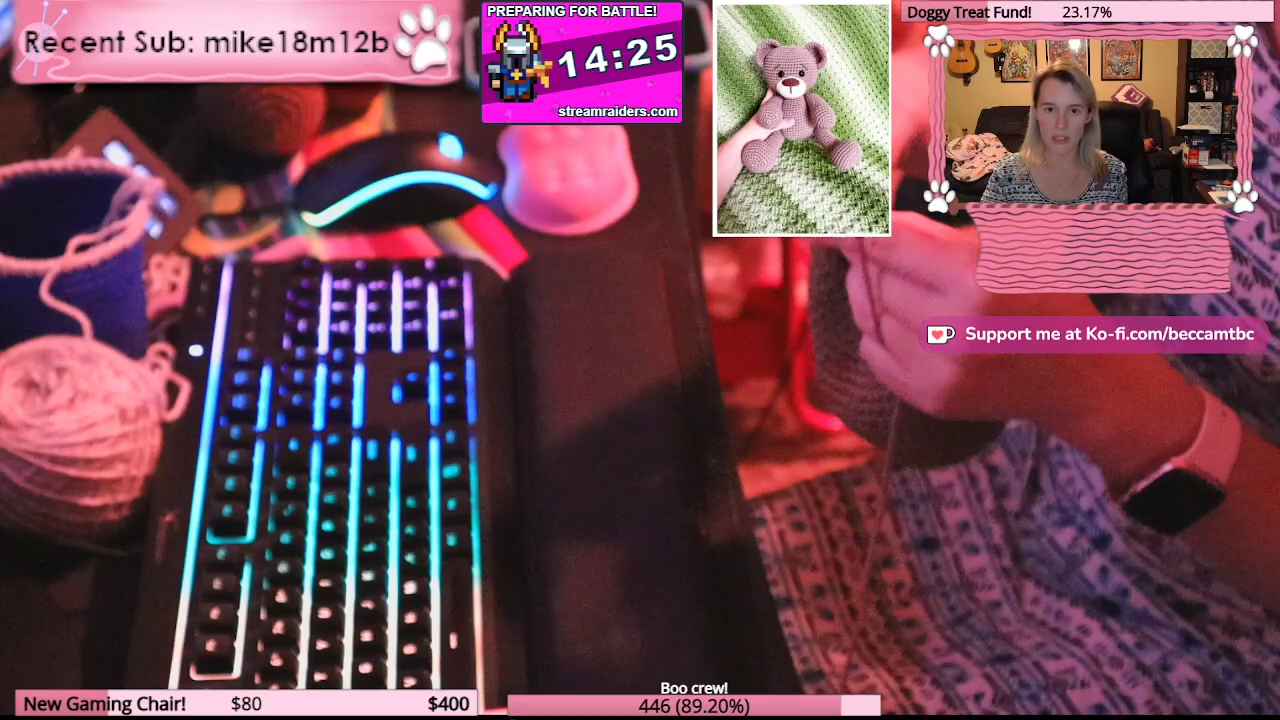 Recent Sub: mike18m12b
PREPARING FOR BATTLE!
14:25
streamraiders.com
Doggy Treat Fund! 23.17%
Support me at Ko-fi.com/beccamtbc
New Gaming Chair! $80 $400
Boo crew!
446 (89.20%)